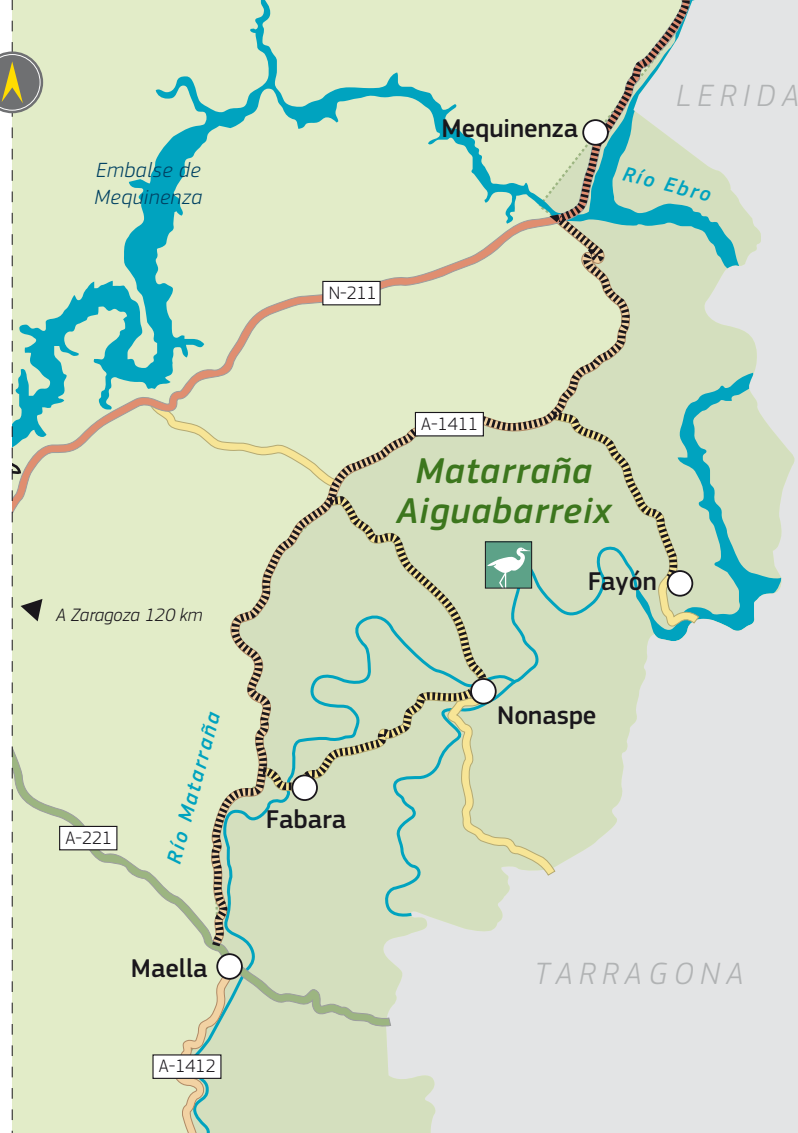 LERIDA
Mequinenza
Embalse de
Mequinenza
Río Ebro
N-211
A-1411
Matarraña
Aiguabarreix
Fayón
A Zaragoza 120 km
Nonaspe
Río Matarraña
Fabara
A-221
Maella
TARRAGONA
A-1412